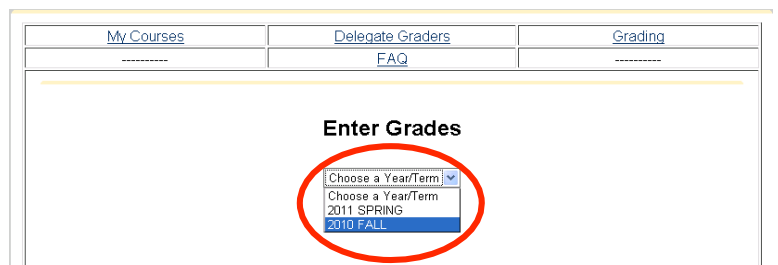 My Courses Delegate Graders Grading
---------- FAQ ----------
Enter Grades
Choose a Year/Term
Choose a Year/Term
2011 SPRING
2010 FALL